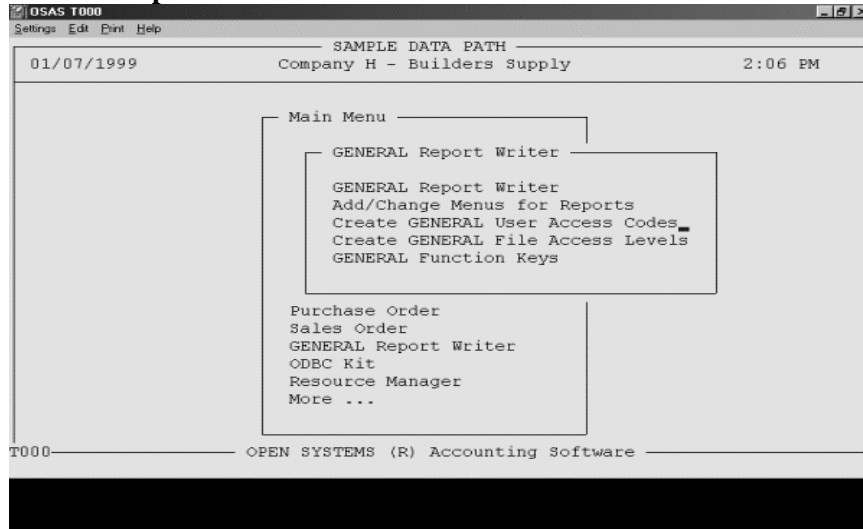 OSAS T000
Settings Edit Print Help
SAMPLE DATA PATH
01/07/1999 Company H - Builders Supply 2:06 PM
Main Menu
GENERAL Report Writer
GENERAL Report Writer
Add/Change Menus for Reports
Create GENERAL User Access Codes
Create GENERAL File Access Levels
GENERAL Function Keys
Purchase Order
Sales Order
GENERAL Report Writer
ODBC Kit
Resource Manager
More ...
T000 OPEN SYSTEMS (R) Accounting Software